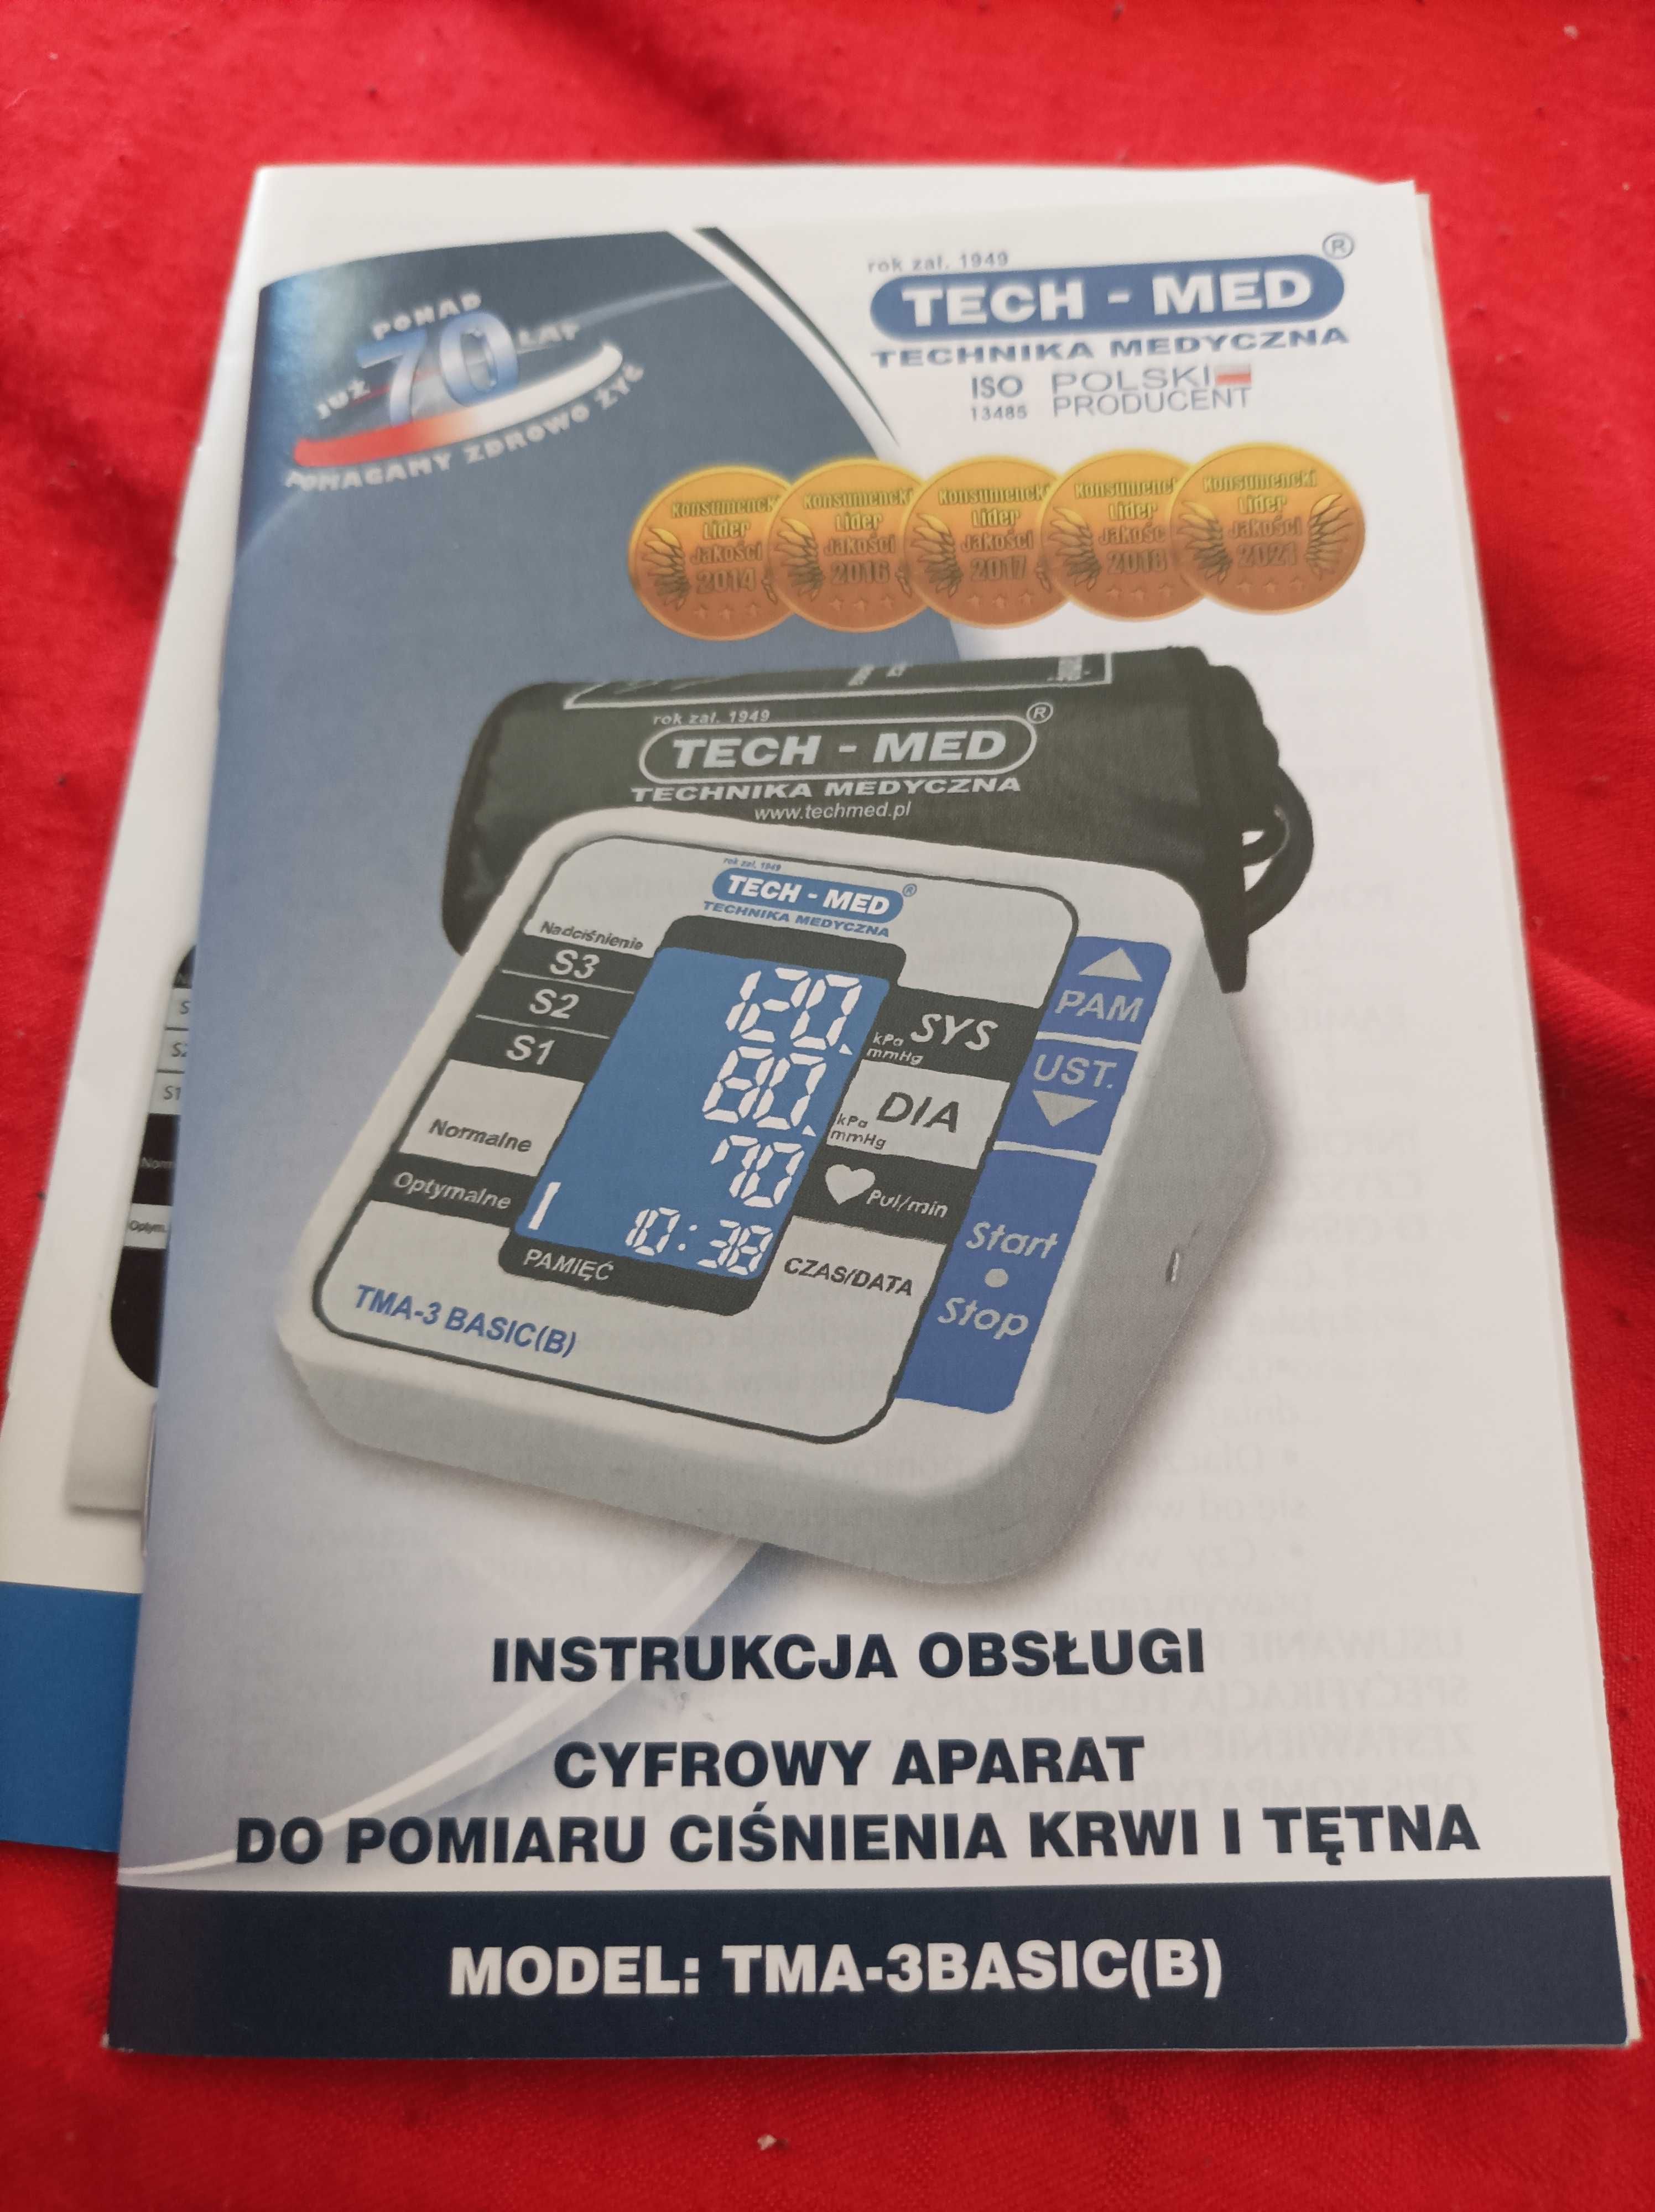 rok zał. 1949
TECH - MED ®
TECHNIKA MEDYCZNA
ISO POLSKI
13485 PRODUCENT
JUŻ PONAD 70 LAT
POMAGAMY ZDROWO ŻYĆ
Konsumencki Lider Jakości 2014
Konsumencki Lider Jakości 2016
Konsumencki Lider Jakości 2017
Konsumencki Lider Jakości 2018
Konsumencki Lider Jakości 2021
rok zał. 1949
TECH - MED ®
TECHNIKA MEDYCZNA
www.techmed.pl
rok zał. 1949
TECH - MED ®
TECHNIKA MEDYCZNA
Nadciśnienie
S3
S2
S1
Normalne
Optymalne
120
80
70
1 10:38
PAMIĘĆ
kPa SYS
mmHg
kPa DIA
mmHg
Pul/min
CZAS/DATA
PAM
UST.
Start
Stop
TMA-3 BASIC(B)
INSTRUKCJA OBSŁUGI
CYFROWY APARAT
DO POMIARU CIŚNIENIA KRWI I TĘTNA
MODEL: TMA-3BASIC(B)
S1
Optym.